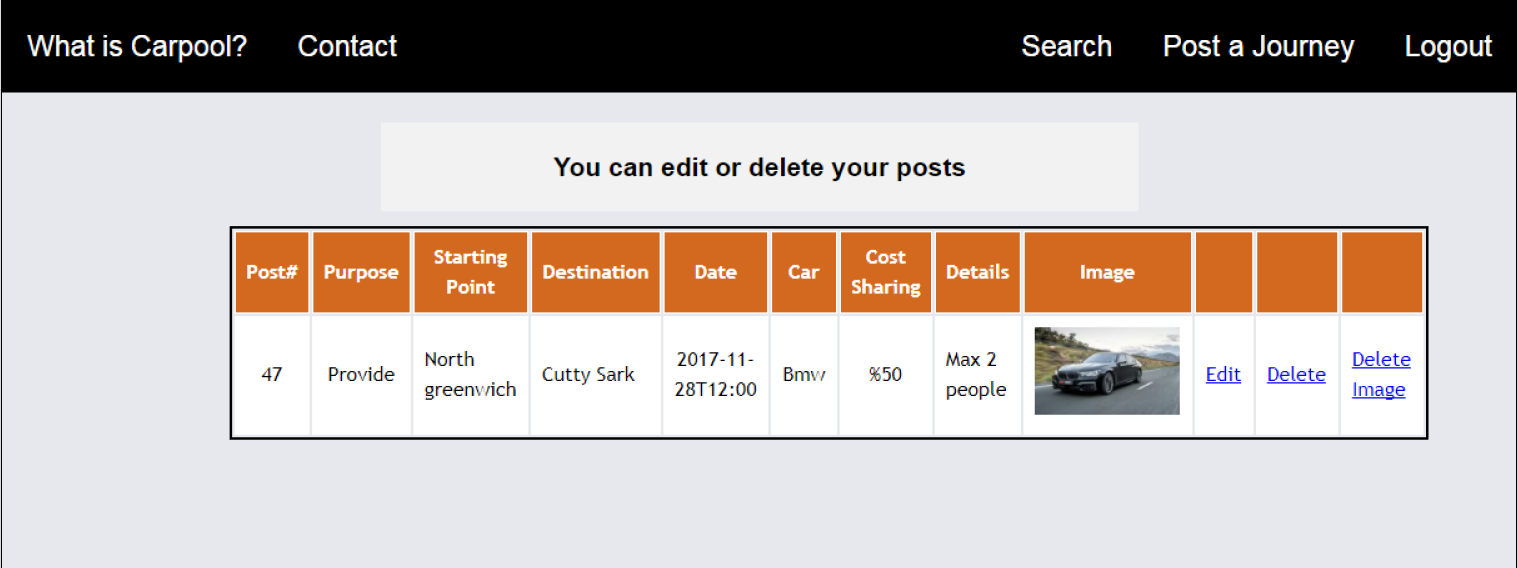 What is Carpool? Contact Search Post a Journey Logout
You can edit or delete your posts
Post# Purpose Starting Point Destination Date Car Cost Sharing Details Image
47 Provide North greenwich Cutty Sark 2017-11-28T12:00 Bmw %50 Max 2 people Edit Delete Delete Image